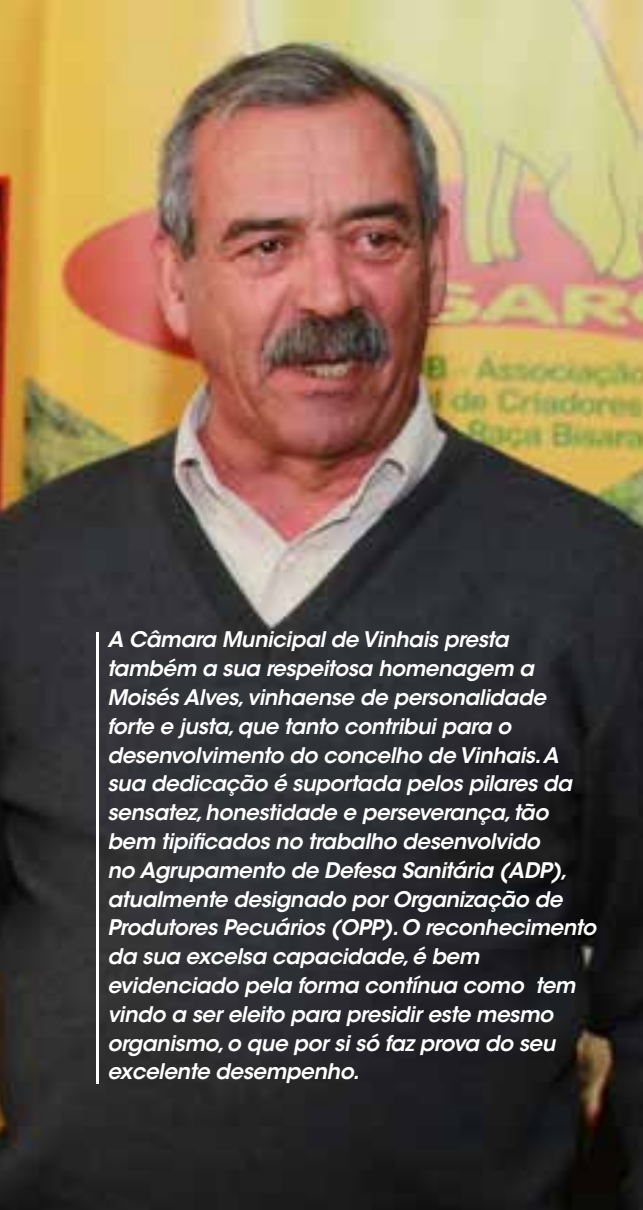 SAR
B - Associação
l de Criadores
Raça Bisara
A Câmara Municipal de Vinhais presta
também a sua respeitosa homenagem a
Moisés Alves, vinhaense de personalidade
forte e justa, que tanto contribui para o
desenvolvimento do concelho de Vinhais. A
sua dedicação é suportada pelos pilares da
sensatez, honestidade e perseverança, tão
bem tipificados no trabalho desenvolvido
no Agrupamento de Defesa Sanitária (ADP),
atualmente designado por Organização de
Produtores Pecuários (OPP). O reconhecimento
da sua excelsa capacidade, é bem
evidenciado pela forma contínua como tem
vindo a ser eleito para presidir este mesmo
organismo, o que por si só faz prova do seu
excelente desempenho.